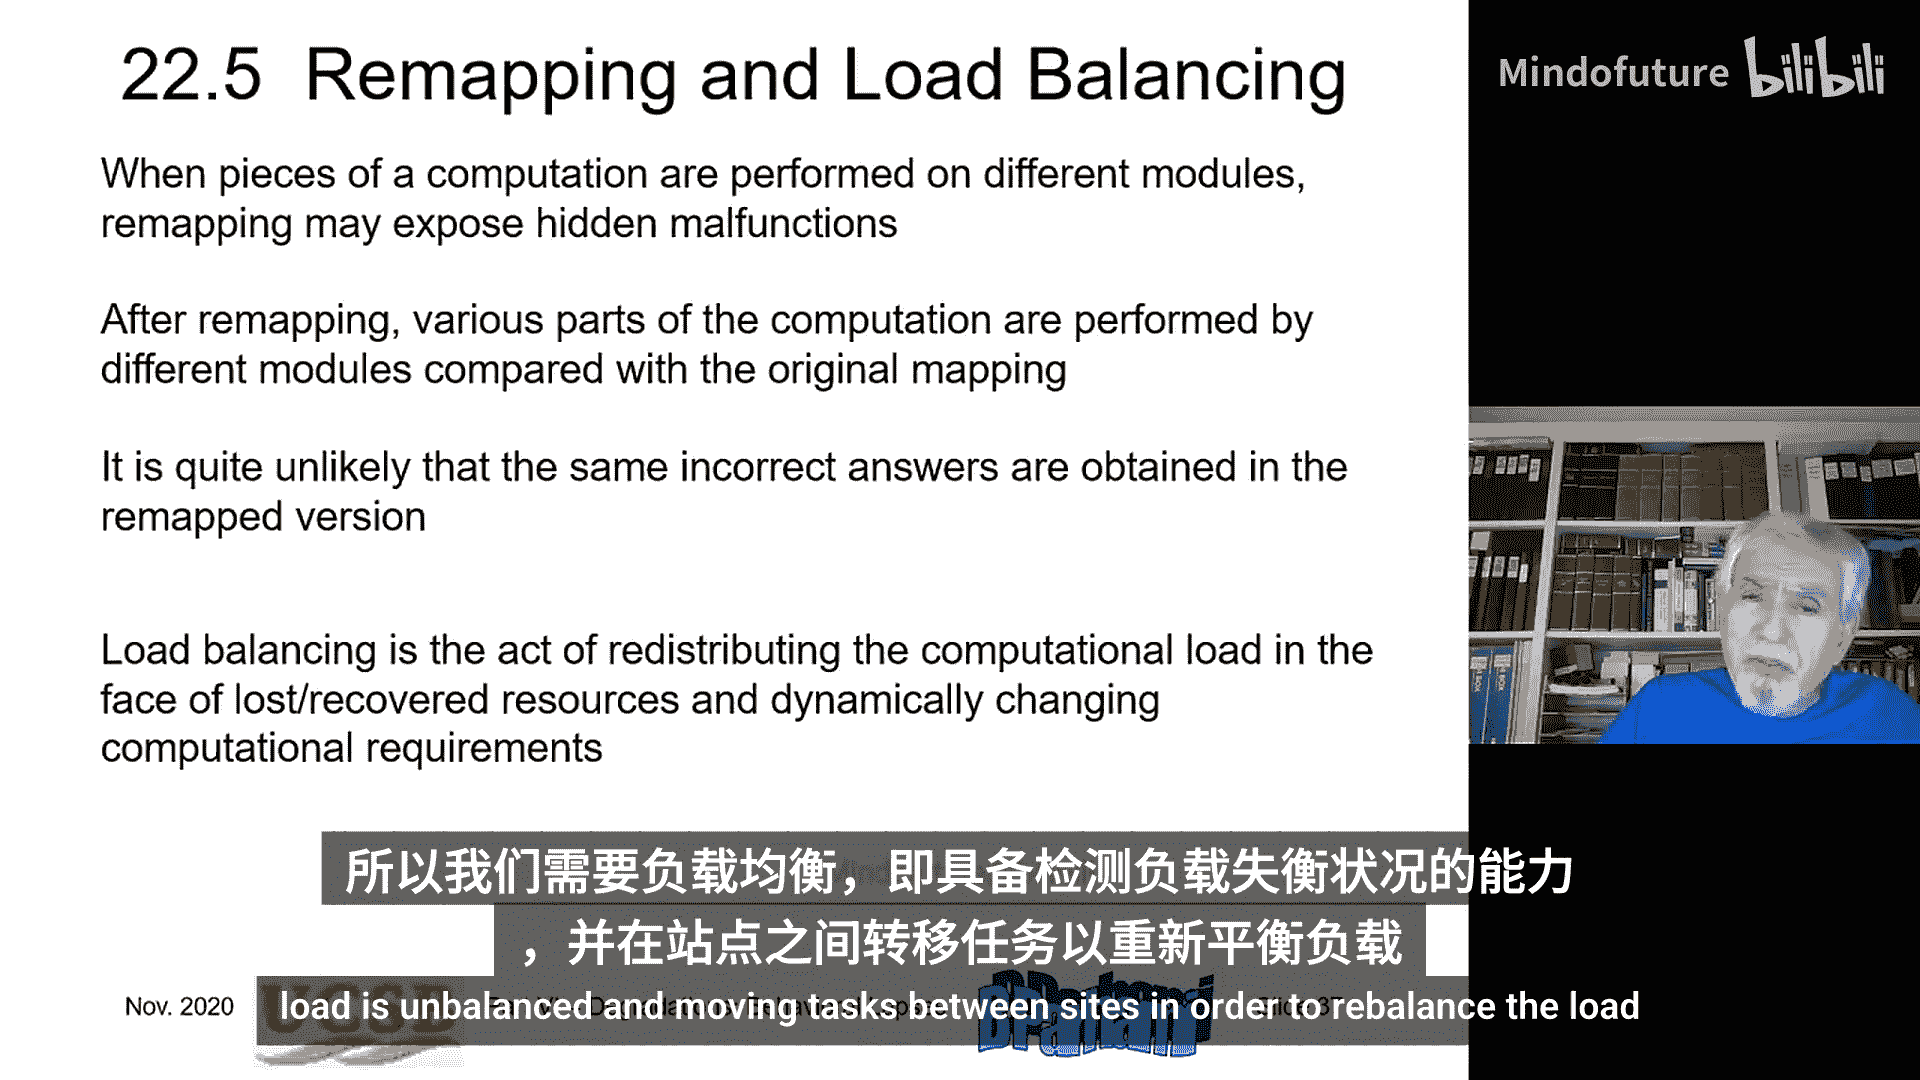 22.5 Remapping and Load Balancing
Mindofuture bilibili
When pieces of a computation are performed on different modules,
remapping may expose hidden malfunctions
After remapping, various parts of the computation are performed by
different modules compared with the original mapping
It is quite unlikely that the same incorrect answers are obtained in the
remapped version
Load balancing is the act of redistributing the computational load in the
face of lost/recovered resources and dynamically changing
computational requirements
所以我们需要负载均衡，即具备检测负载失衡状况的能力
，并在站点之间转移任务以重新平衡负载
Nov. 2020
UCSB
B Parhami
load is unbalanced and moving tasks between sites in order to rebalance the load